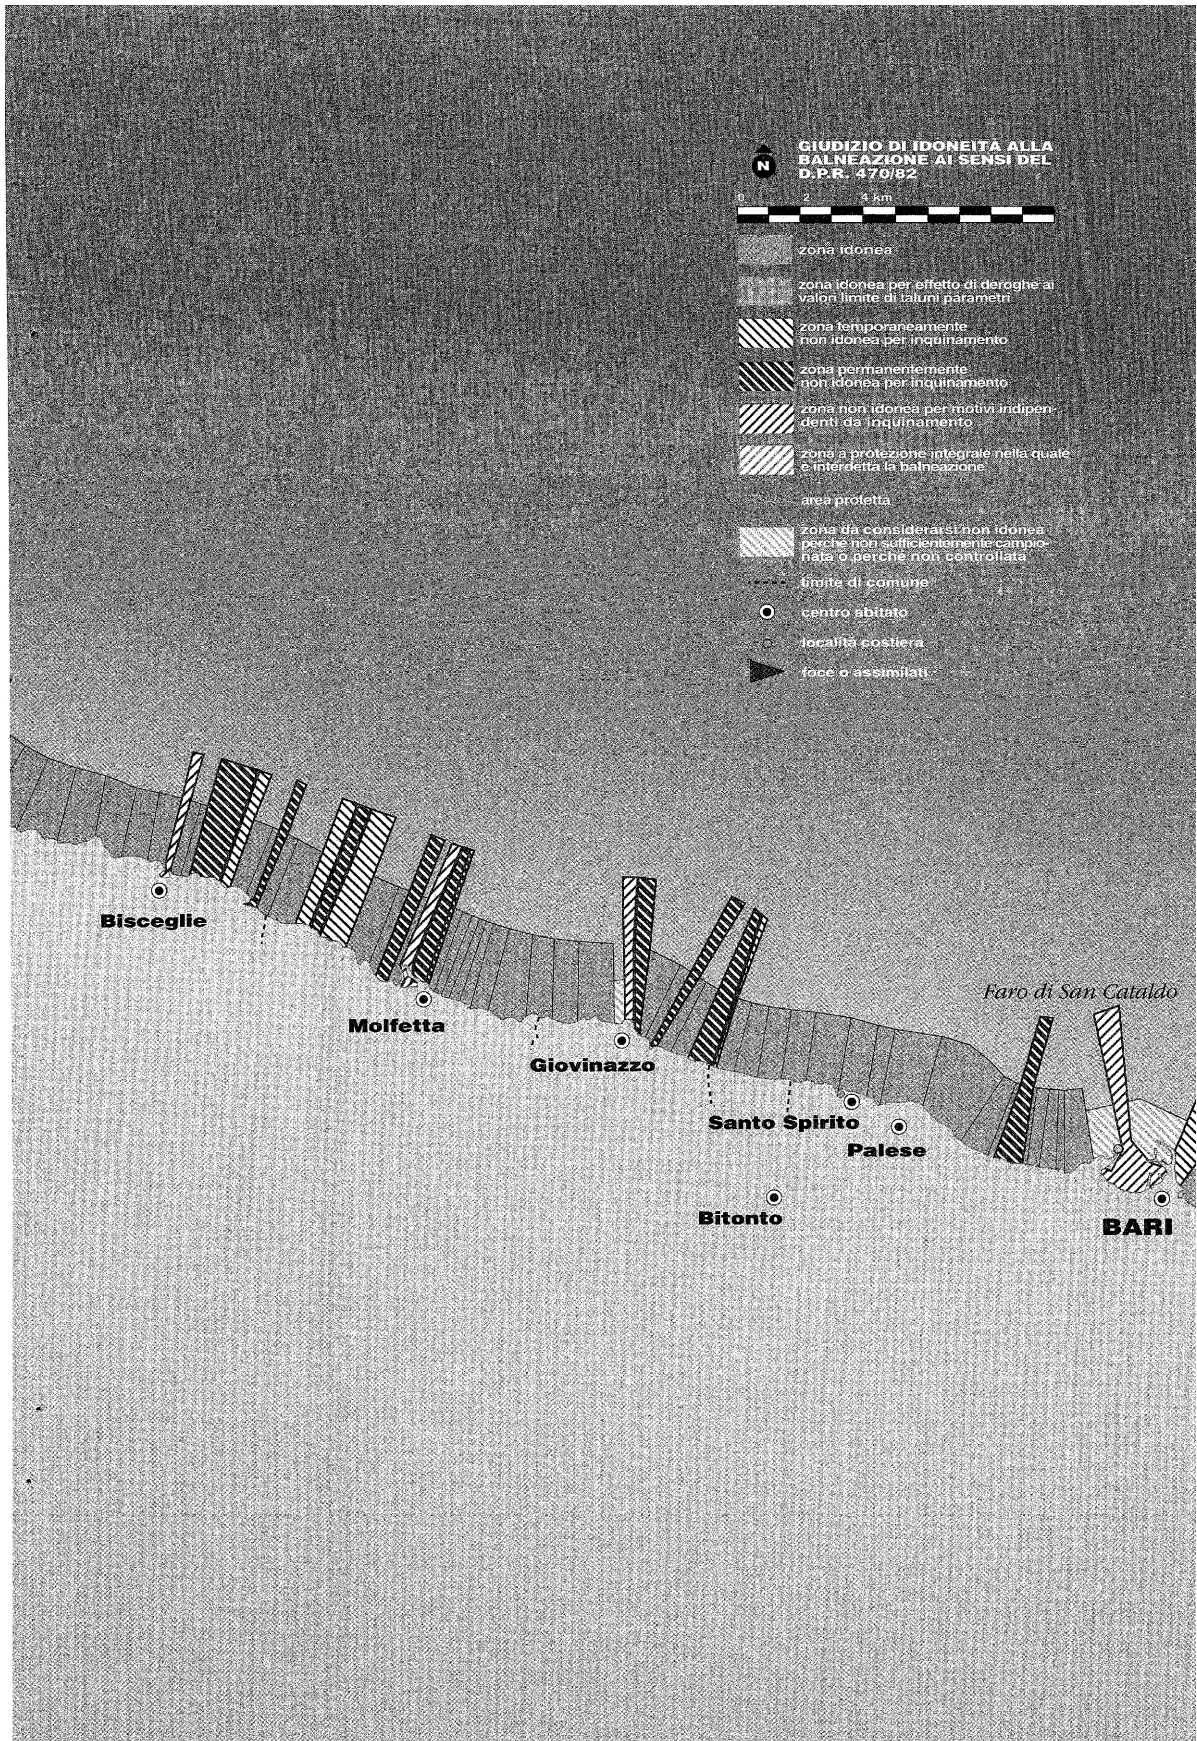 GIUDIZIO DI IDONEITÀ ALLA
BALNEAZIONE AI SENSI DEL
D.P.R. 470/82
N
0 2 4 km
zona idonea
zona idonea per effetto di deroghe ai
valori limite di taluni parametri
zona temporaneamente
non idonea per inquinamento
zona permanentemente
non idonea per inquinamento
zona non idonea per motivi indipen-
denti da inquinamento
zona a protezione integrale nella quale
è interdetta la balneazione
area protetta
zona da considerarsi non idonea
perché non sufficientemente campio-
nata o perché non controllata
limite di comune
centro abitato
località costiera
foce o assimilati
Bisceglie
Faro di San Cataldo
Molfetta
Giovinazzo
Santo Spirito
Palese
Bitonto
BARI